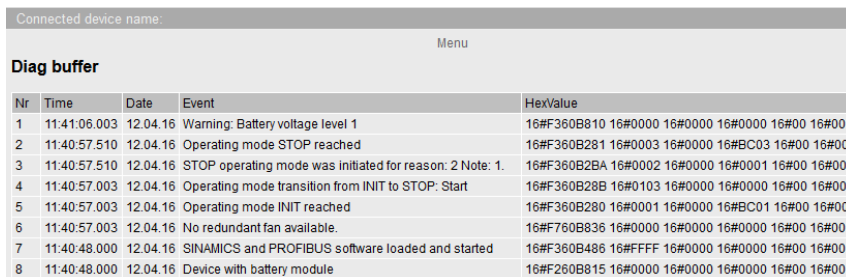 Connected device name:
Menu
Diag buffer
Nr Time Date Event HexValue
1 11:41:06.003 12.04.16 Warning: Battery voltage level 1 16#F360B810 16#0000 16#0000 16#0000 16#00 16#00
2 11:40:57.510 12.04.16 Operating mode STOP reached 16#F360B281 16#0003 16#0000 16#BC03 16#00 16#00
3 11:40:57.510 12.04.16 STOP operating mode was initiated for reason: 2 Note: 1. 16#F360B2BA 16#0002 16#0000 16#0001 16#00 16#00
4 11:40:57.003 12.04.16 Operating mode transition from INIT to STOP: Start 16#F360B28B 16#0103 16#0000 16#0000 16#00 16#00
5 11:40:57.003 12.04.16 Operating mode INIT reached 16#F360B280 16#0001 16#0000 16#BC01 16#00 16#00
6 11:40:57.003 12.04.16 No redundant fan available. 16#F760B836 16#0000 16#0000 16#0000 16#00 16#00
7 11:40:48.000 12.04.16 SINAMICS and PROFIBUS software loaded and started 16#F360B486 16#FFFF 16#0000 16#0000 16#00 16#00
8 11:40:48.000 12.04.16 Device with battery module 16#F260B815 16#0000 16#0000 16#0000 16#00 16#00